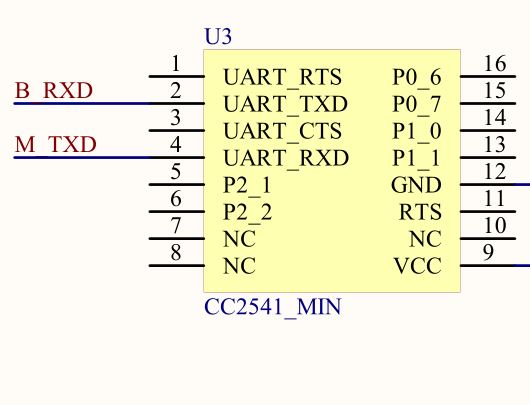 U3
1 UART_RTS P0_6 16
B_RXD 2 UART_TXD P0_7 15
3 UART_CTS P1_0 14
M_TXD 4 UART_RXD P1_1 13
5 P2_1 GND 12
6 P2_2 RTS 11
7 NC NC 10
8 NC VCC 9
CC2541_MIN